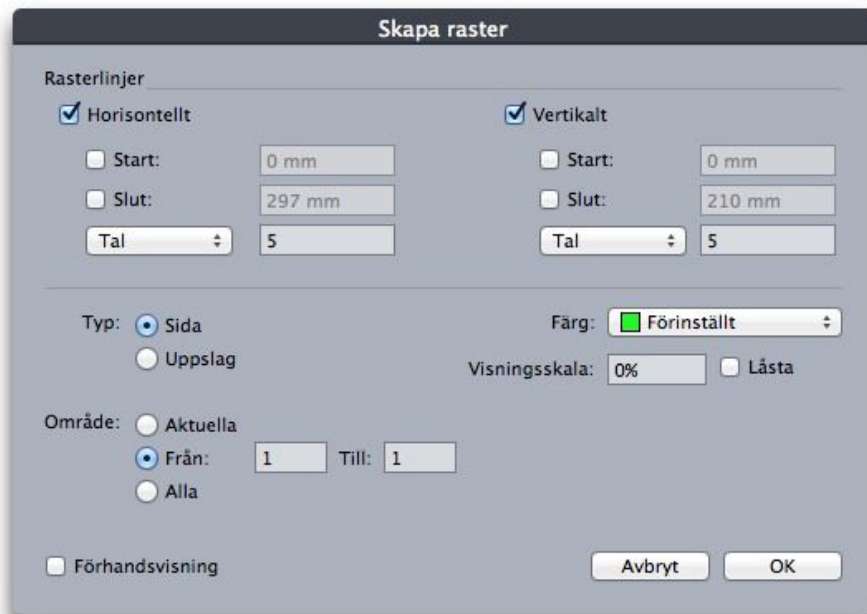 Skapa raster
Rasterlinjer
Horisontellt Vertikalt
Start: 0 mm Start: 0 mm
Slut: 297 mm Slut: 210 mm
Tal 5 Tal 5
Typ: Sida Färg: Förinställt
Uppslag Visningsskala: 0% Låsta
Område: Aktuella
Från: 1 Till: 1
Alla
Förhandsvisning Avbryt OK